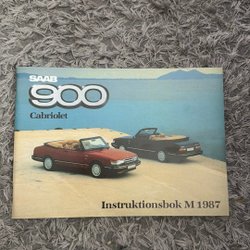 SAAB
900
Cabriolet
Instruktionsbok M 1987